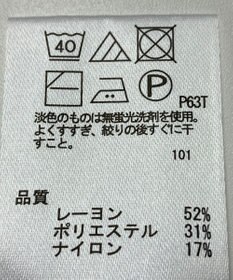 40
P
P63T
淡色のものは無蛍光洗剤を使用。
よくすすぎ、絞りの後すぐに干
すこと。
101
品質
レーヨン 52%
ポリエステル 31%
ナイロン 17%